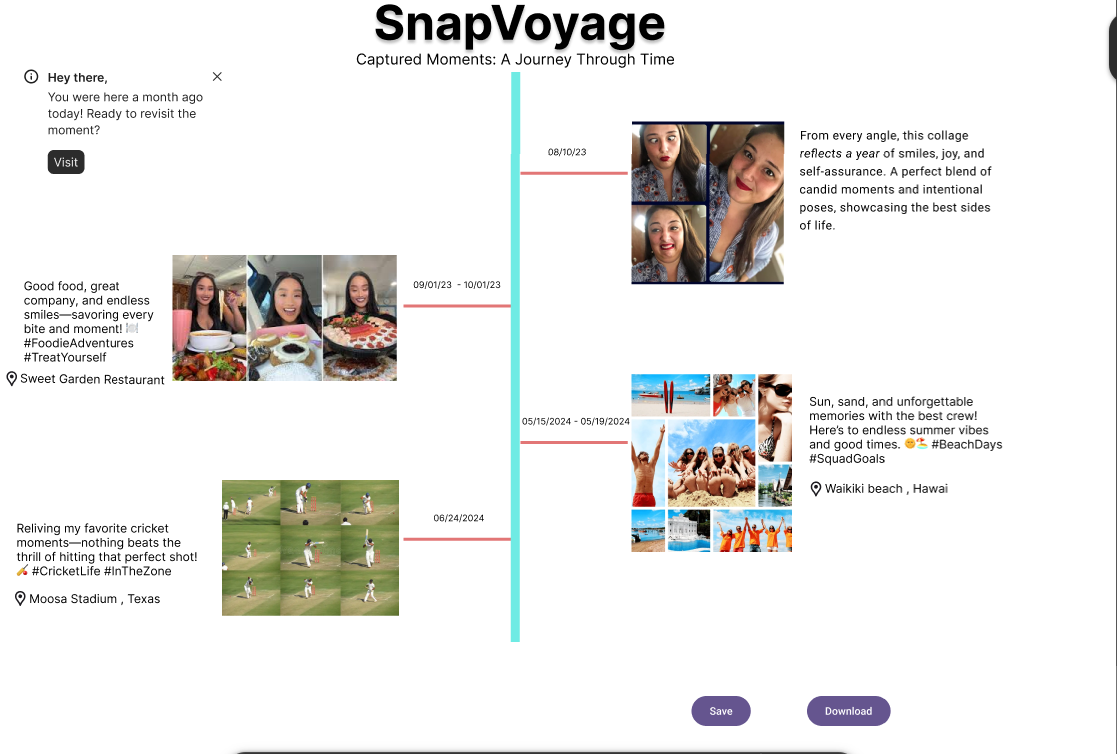 SnapVoyage
Captured Moments: A Journey Through Time
Hey there,
You were here a month ago
today! Ready to revisit the
moment?
Visit
08/10/23
From every angle, this collage
reflects a year of smiles, joy, and
self-assurance. A perfect blend of
candid moments and intentional
poses, showcasing the best sides
of life.
09/01/23 - 10/01/23
Good food, great
company, and endless
smiles—savoring every
bite and moment! 🍽️
#FoodieAdventures
#TreatYourself
Sweet Garden Restaurant
05/15/2024 - 05/19/2024
Sun, sand, and unforgettable
memories with the best crew!
Here's to endless summer vibes
and good times. 🌞🏖️ #BeachDays
#SquadGoals
Waikiki beach , Hawai
06/24/2024
Reliving my favorite cricket
moments—nothing beats the
thrill of hitting that perfect shot!
🏏 #CricketLife #InTheZone
Moosa Stadium , Texas
Save
Download